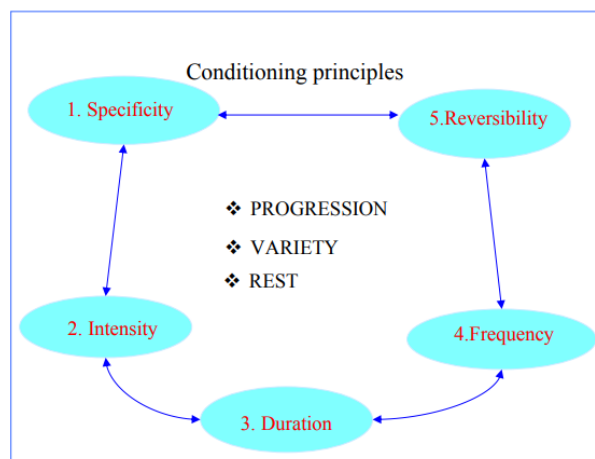 Conditioning principles
1. Specificity
5.Reversibility
❖ PROGRESSION
❖ VARIETY
❖ REST
2. Intensity
4.Frequency
3. Duration